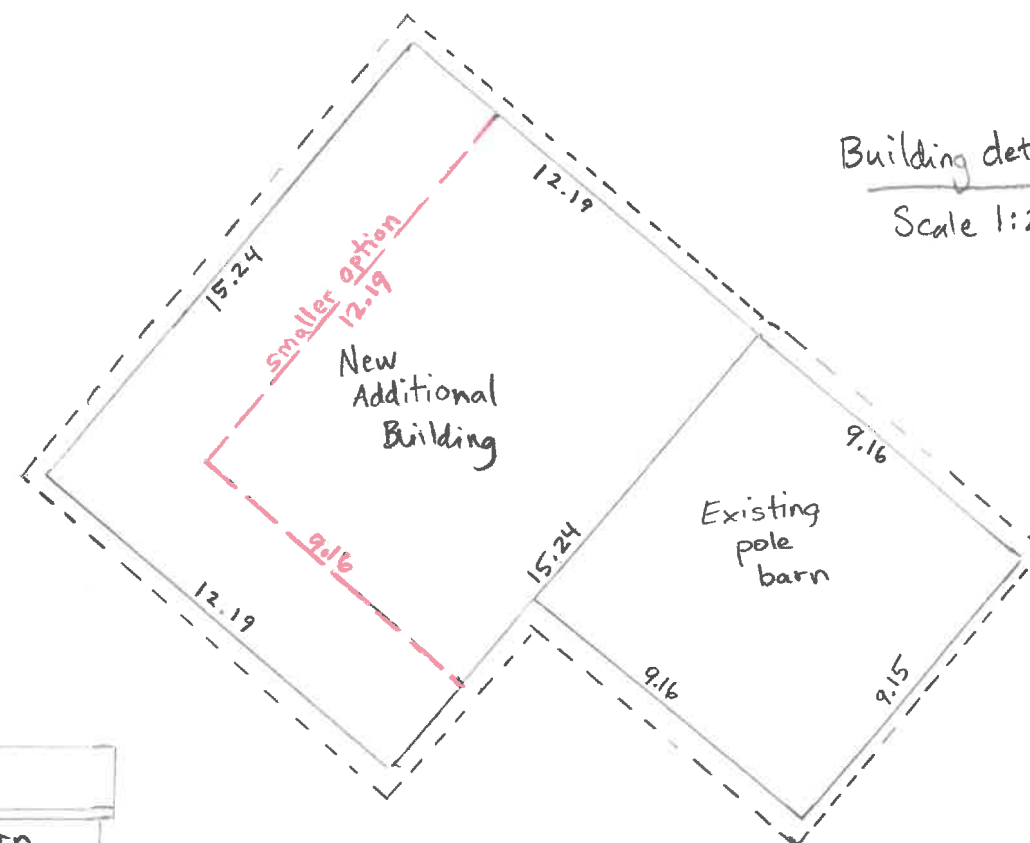 Building det
Scale 1:2
12.19
15.24
smaller option
12.19
New
Additional
Building
9.16
Existing
pole
barn
15.24
9.16
12.19
9.16
9.15